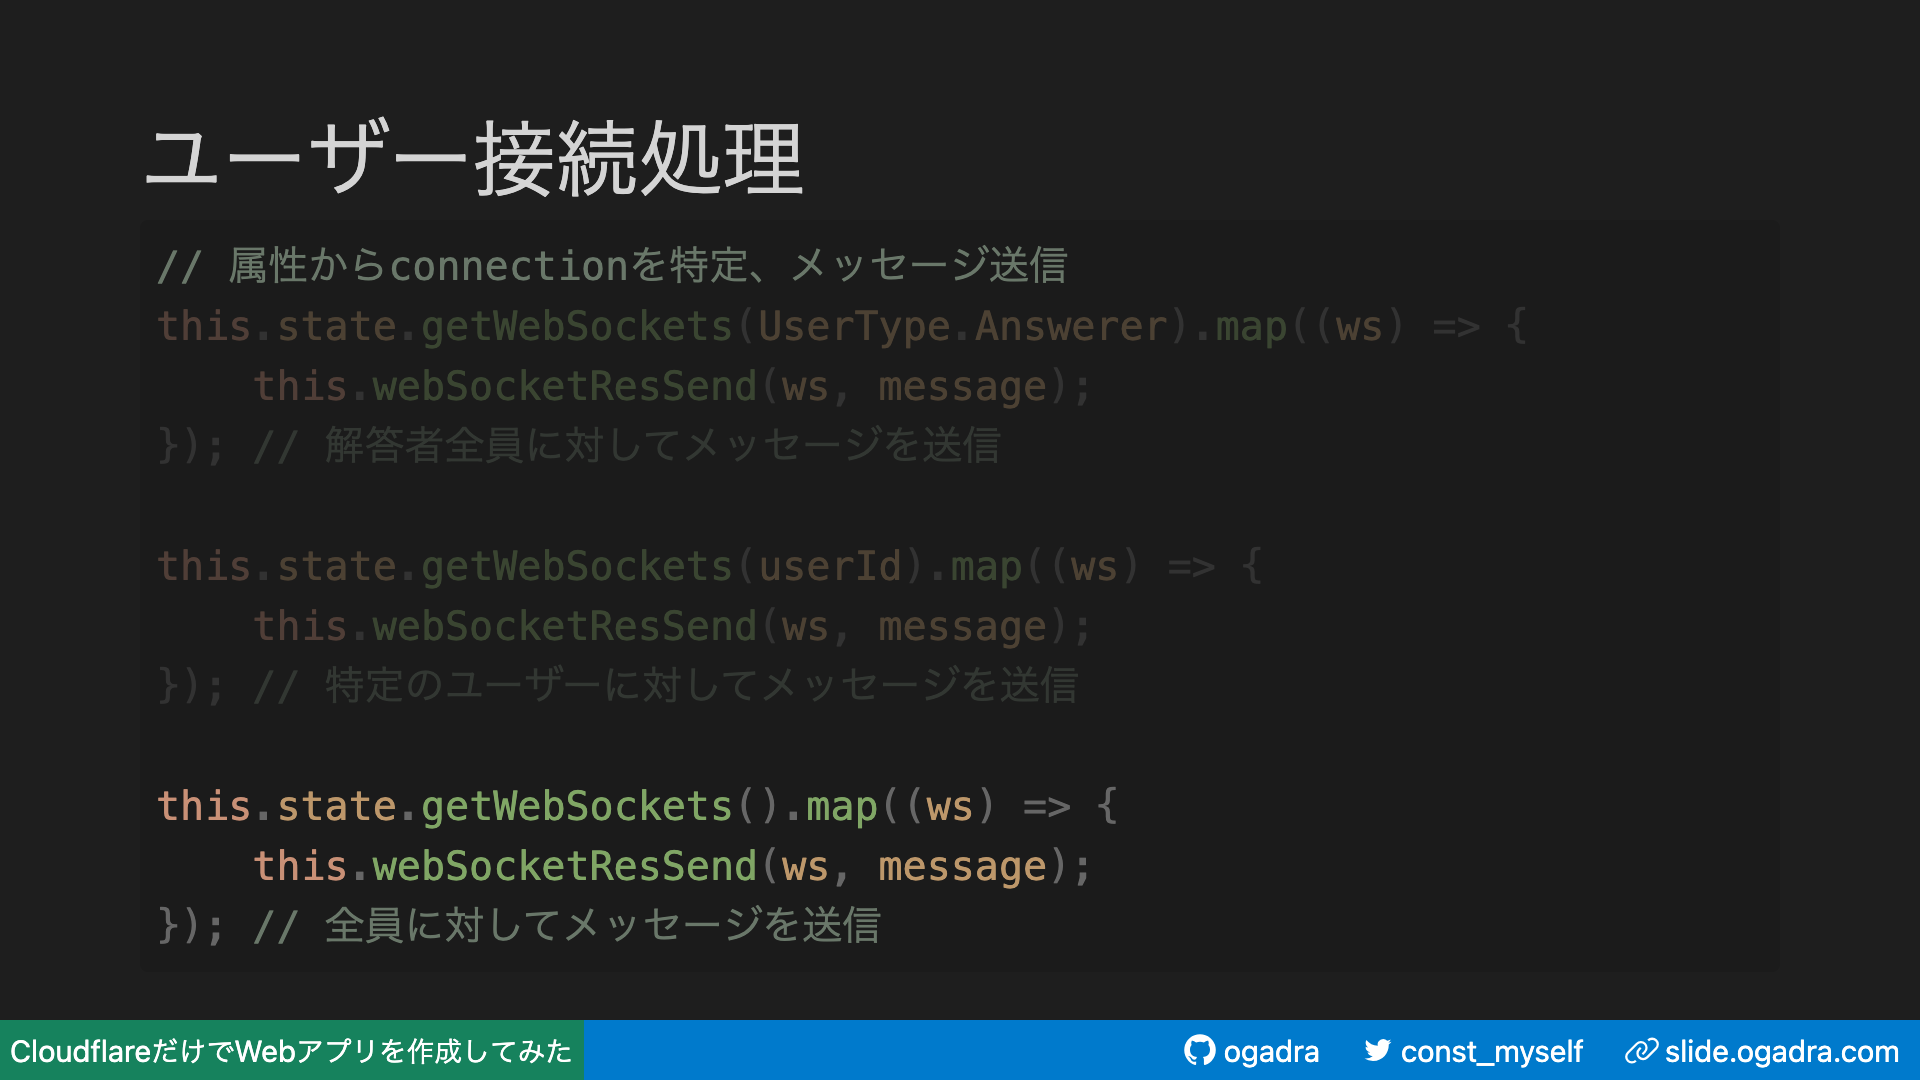 ユーザー接続処理
// 属性からconnectionを特定、メッセージ送信
this.state.getWebSockets(UserType.Answerer).map((ws) => {
    this.webSocketResSend(ws, message);
}); // 解答者全員に対してメッセージを送信
this.state.getWebSockets(userId).map((ws) => {
    this.webSocketResSend(ws, message);
}); // 特定のユーザーに対してメッセージを送信
this.state.getWebSockets().map((ws) => {
    this.webSocketResSend(ws, message);
}); // 全員に対してメッセージを送信
CloudflareだけでWebアプリを作成してみた ogadra const_myself slide.ogadra.com